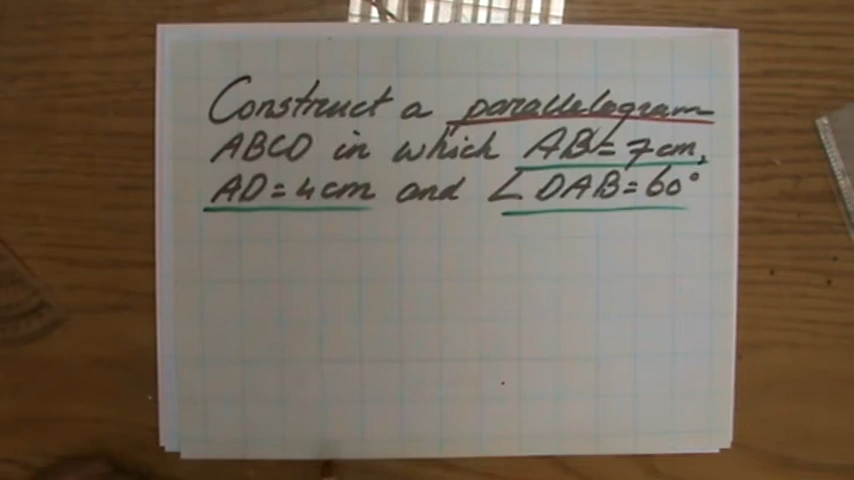 Construct a parallelogram
ABCD in which AB = 7cm,
AD = 4cm and ∠DAB = 60°